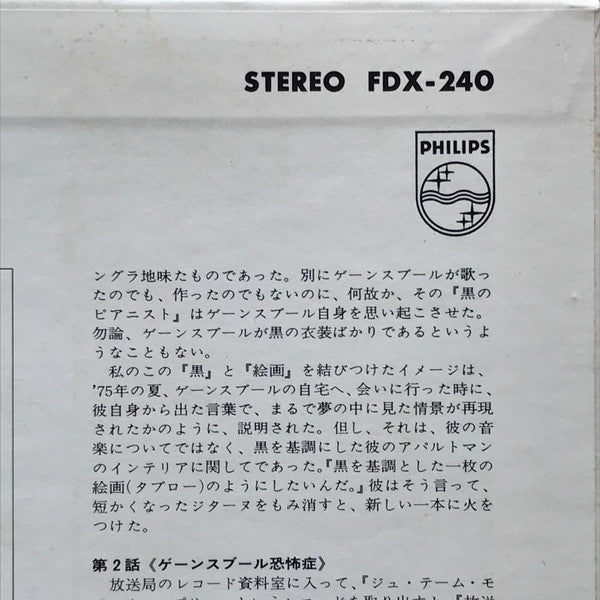 STEREO FDX-240
PHILIPS
ングラ地味たものであった。別にゲーンスブールが歌っ
たのでも、作ったのでもないのに、何故か、その『黒の
ピアニスト』はゲーンスブール自身を思い起こさせた。
勿論、ゲーンスブールが黒の衣装ばかりであるというよ
うなこともない。
私のこの『黒』と『絵画』を結びつけたイメージは、
'75年の夏、ゲーンスブールの自宅へ、会いに行った時に、
彼自身から出た言葉で、まるで夢の中に見た情景が再現
されたかのように、説明された。但し、それは、彼の音
楽についてではなく、黒を基調にした彼のアパルトマン
のインテリアに関してであった。『黒を基調とした一枚の
絵画(タブロー)のようにしたいんだ。』彼はそう言って、
短かくなったジターヌをもみ消すと、新しい一本に火を
つけた。
第2話《ゲーンスブール恐怖症》
放送局のレコード資料室に入って、『ジュ・テーム・モ